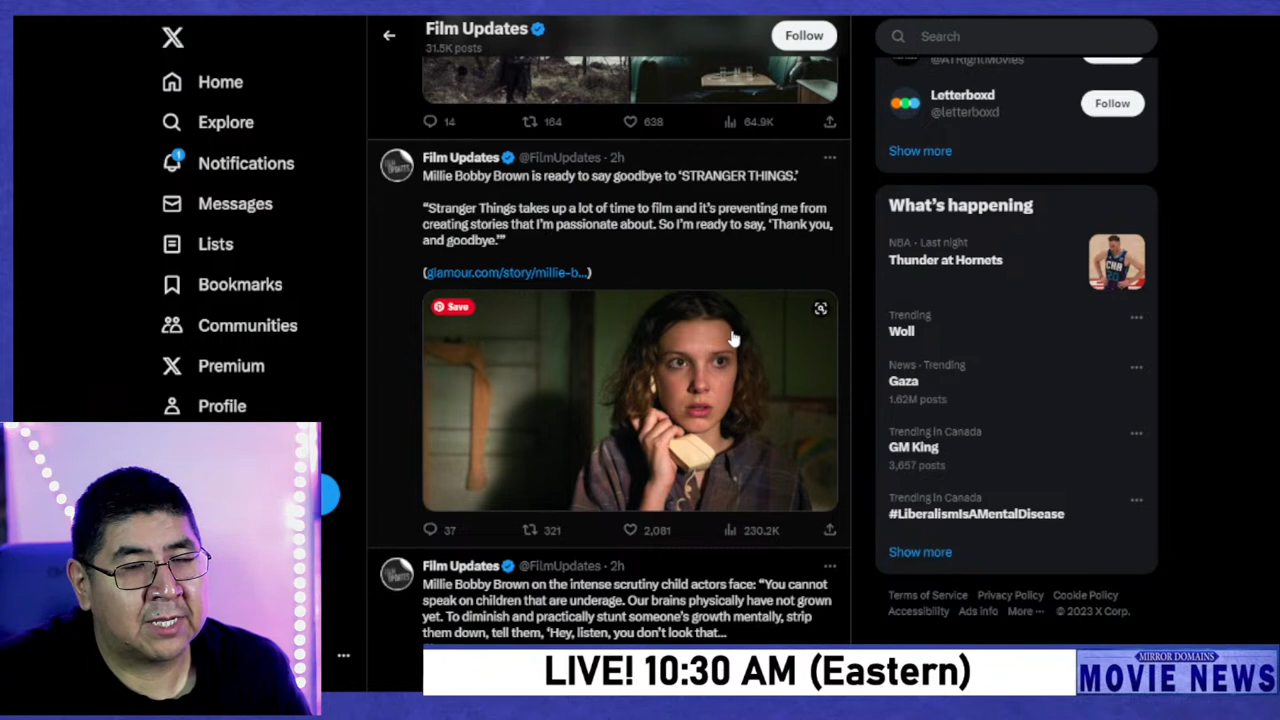 Home
Explore
1
Notifications
Messages
Lists
Bookmarks
Communities
Premium
Profile
Film Updates
31.5K posts
Follow
14
164
638
64.9K
Film Updates @FilmUpdates · 2h
Millie Bobby Brown is ready to say goodbye to ‘STRANGER THINGS.’
“Stranger Things takes up a lot of time to film and it’s preventing me from
creating stories that I’m passionate about. So I’m ready to say, ‘Thank you,
and goodbye.’”
(glamour.com/story/millie-b...)
Save
37
321
2,081
230.2K
Film Updates @FilmUpdates · 2h
Millie Bobby Brown on the intense scrutiny child actors face: “You cannot
speak on children that are underage. Our brains physically have not grown
yet. To diminish and practically stunt someone’s growth mentally, strip
them down, tell them, ‘Hey, listen, you don’t look that...
Search
@ATRightMovies
Letterboxd
@letterboxd
Follow
Show more
What’s happening
NBA · Last night
Thunder at Hornets
Trending
Woll
News · Trending
Gaza
1.62M posts
Trending in Canada
GM King
3,657 posts
Trending in Canada
#LiberalismIsAMentalDisease
Show more
Terms of Service Privacy Policy Cookie Policy
Accessibility Ads info More ··· © 2023 X Corp.
LIVE! 10:30 AM (Eastern)
MIRROR DOMAINS
MOVIE NEWS